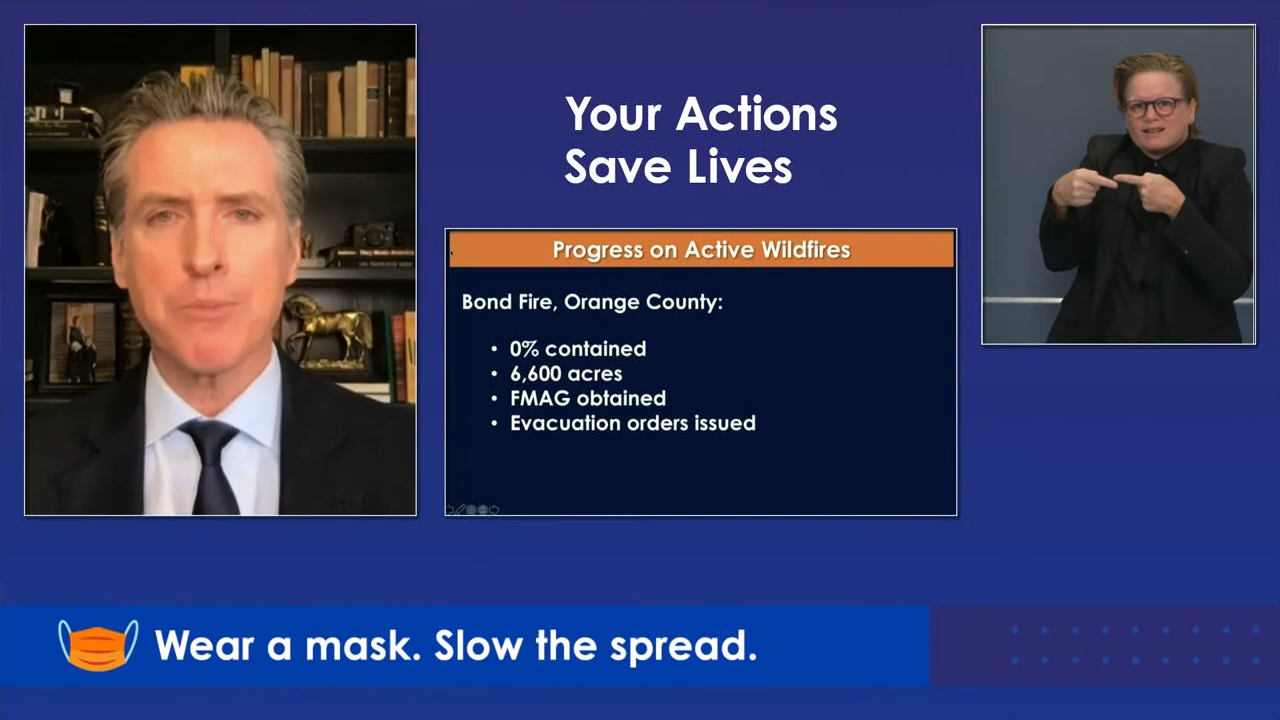 Your Actions
Save Lives
Progress on Active Wildfires
Bond Fire, Orange County:
• 0% contained
• 6,600 acres
• FMAG obtained
• Evacuation orders issued
Wear a mask. Slow the spread.